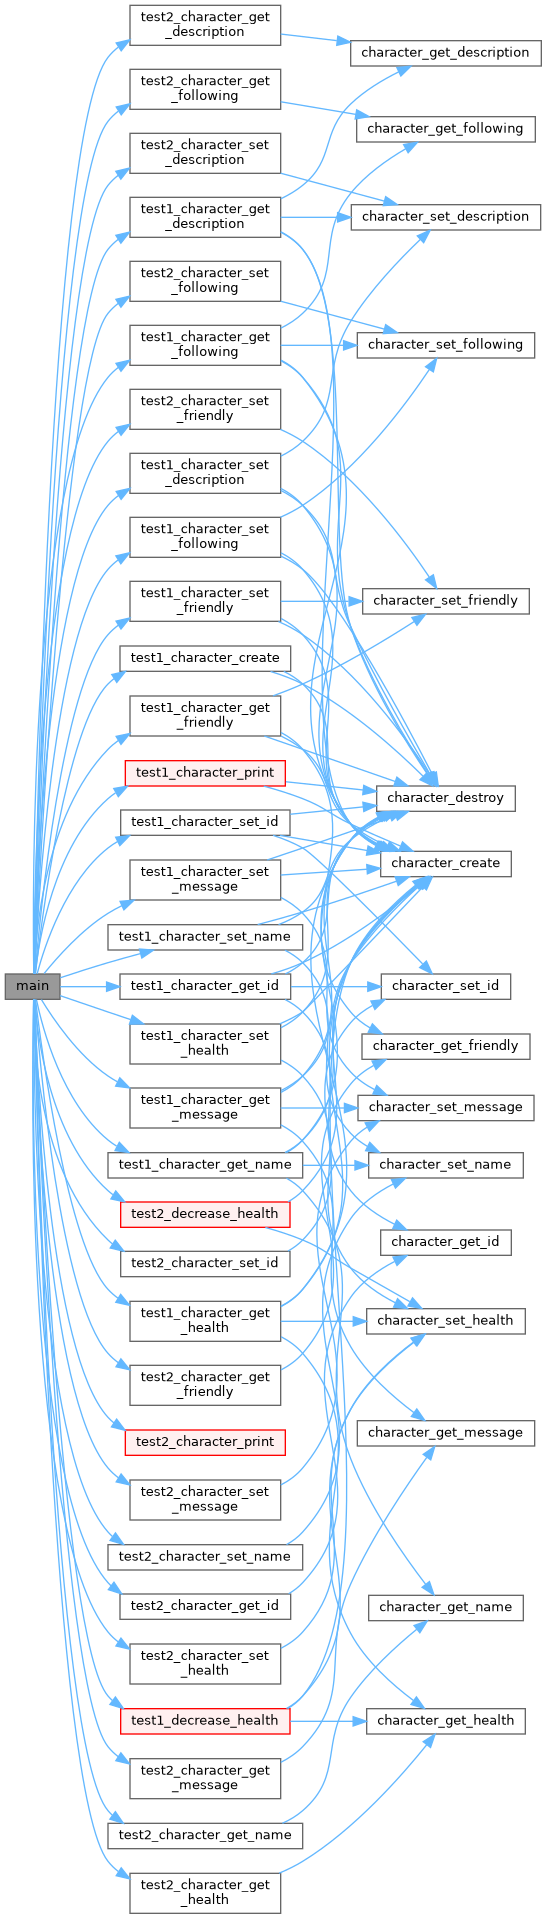 main
test2_character_get
_description
test2_character_get
_following
test2_character_set
_description
test1_character_get
_description
test2_character_set
_following
test1_character_get
_following
test2_character_set
_friendly
test1_character_set
_description
test1_character_set
_following
test1_character_set
_friendly
test1_character_create
test1_character_get
_friendly
test1_character_print
test1_character_set_id
test1_character_set
_message
test1_character_set_name
test1_character_get_id
test1_character_set
_health
test1_character_get
_message
test1_character_get_name
test2_decrease_health
test2_character_set_id
test1_character_get
_health
test2_character_get
_friendly
test2_character_print
test2_character_set
_message
test2_character_set_name
test2_character_get_id
test2_character_set
_health
test1_decrease_health
test2_character_get
_message
test2_character_get_name
test2_character_get
_health
character_get_description
character_get_following
character_set_description
character_set_following
character_set_friendly
character_destroy
character_create
character_set_id
character_get_friendly
character_set_message
character_set_name
character_get_id
character_set_health
character_get_message
character_get_name
character_get_health